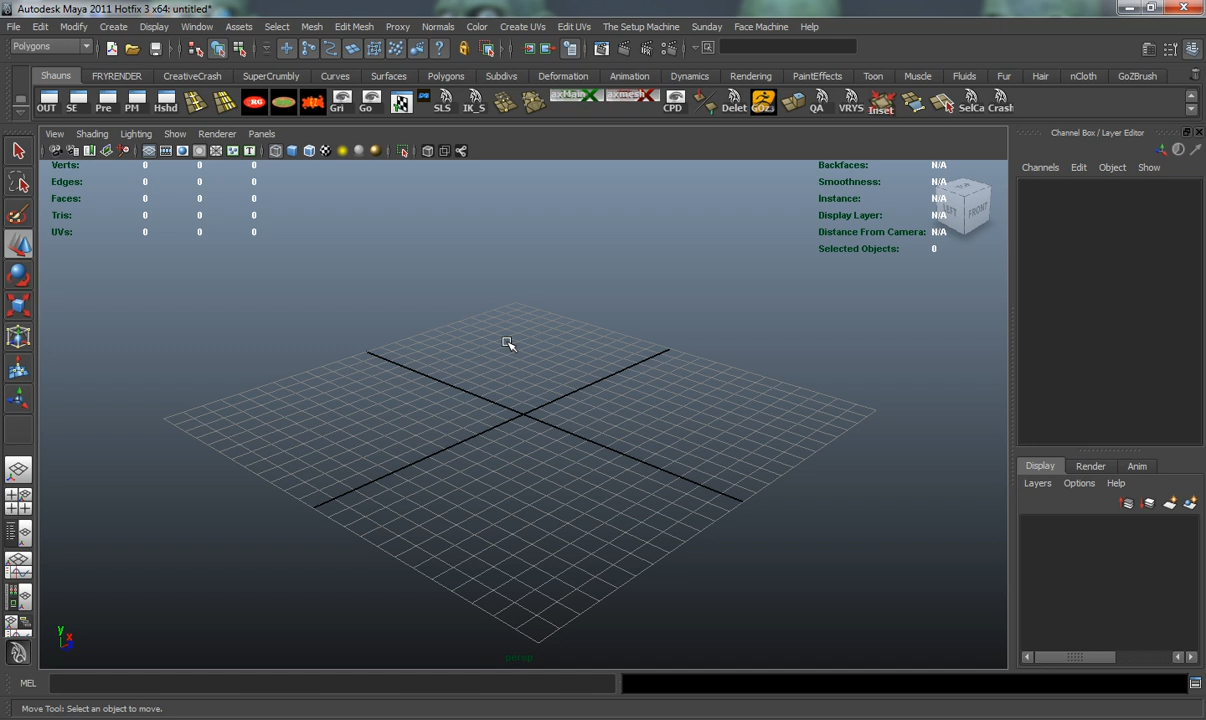 Autodesk Maya 2011 Hotfix 3 x64: untitled*
File Edit Modify Create Display Window Assets Select Mesh Edit Mesh Proxy Normals Color Create UVs Edit UVs The Setup Machine Sunday Face Machine Help
Polygons
Shauns FRYRENDER CreativeCrash SuperCrumbly Curves Surfaces Polygons Subdivs Deformation Animation Dynamics Rendering PaintEffects Toon Muscle Fluids Fur Hair nCloth GoZBrush
OUT SE Pre PM Hshd RG Gri Go SLS IK_S axMain axmesh CPD Delet GOZ QA VRYS Inset SelCa Crash
View Shading Lighting Show Renderer Panels
Channel Box / Layer Editor
Channels Edit Object Show
Verts: 0 0 0
Edges: 0 0 0
Faces: 0 0 0
Tris: 0 0 0
UVs: 0 0 0
Backfaces: N/A
Smoothness: N/A
Instance: N/A
Display Layer: N/A
Distance From Camera: N/A
Selected Objects: 0
LEFT FRONT
Display Render Anim
Layers Options Help
y
x
persp
MEL
Move Tool: Select an object to move.